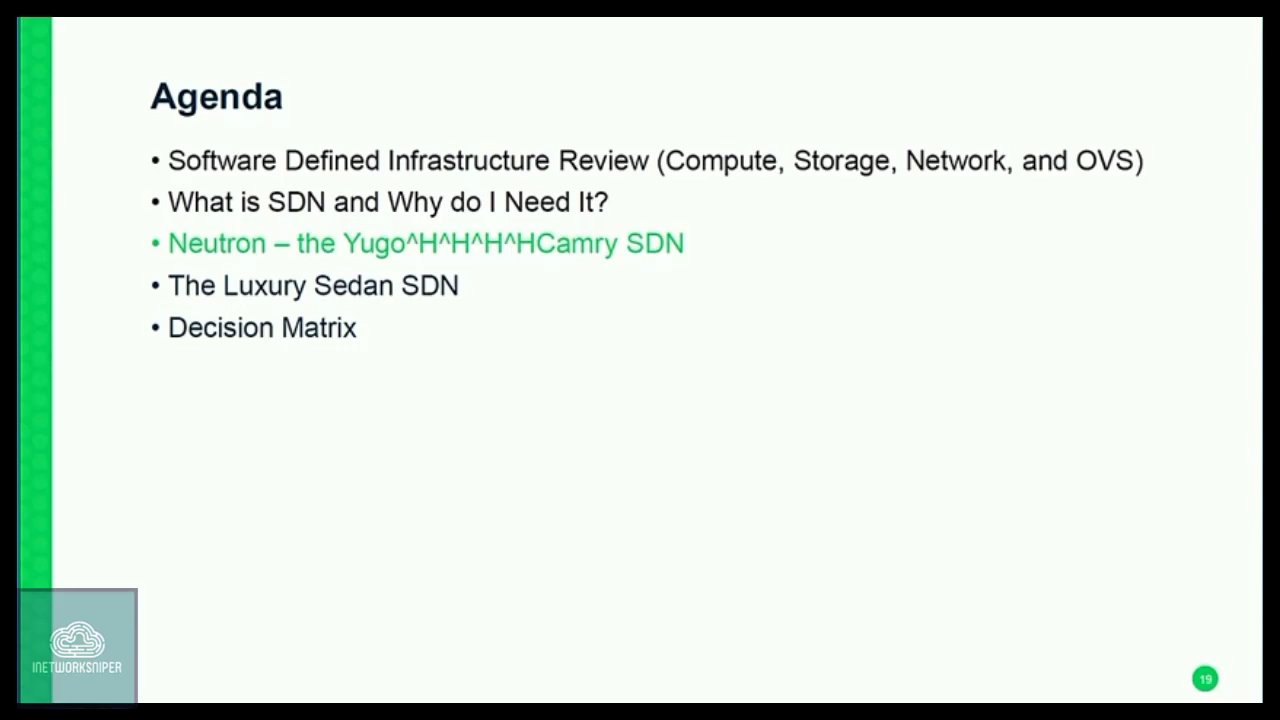 Agenda
• Software Defined Infrastructure Review (Compute, Storage, Network, and OVS)
• What is SDN and Why do I Need It?
• Neutron – the Yugo^H^H^H^HCamry SDN
• The Luxury Sedan SDN
• Decision Matrix
INETWORKSNIPER
19